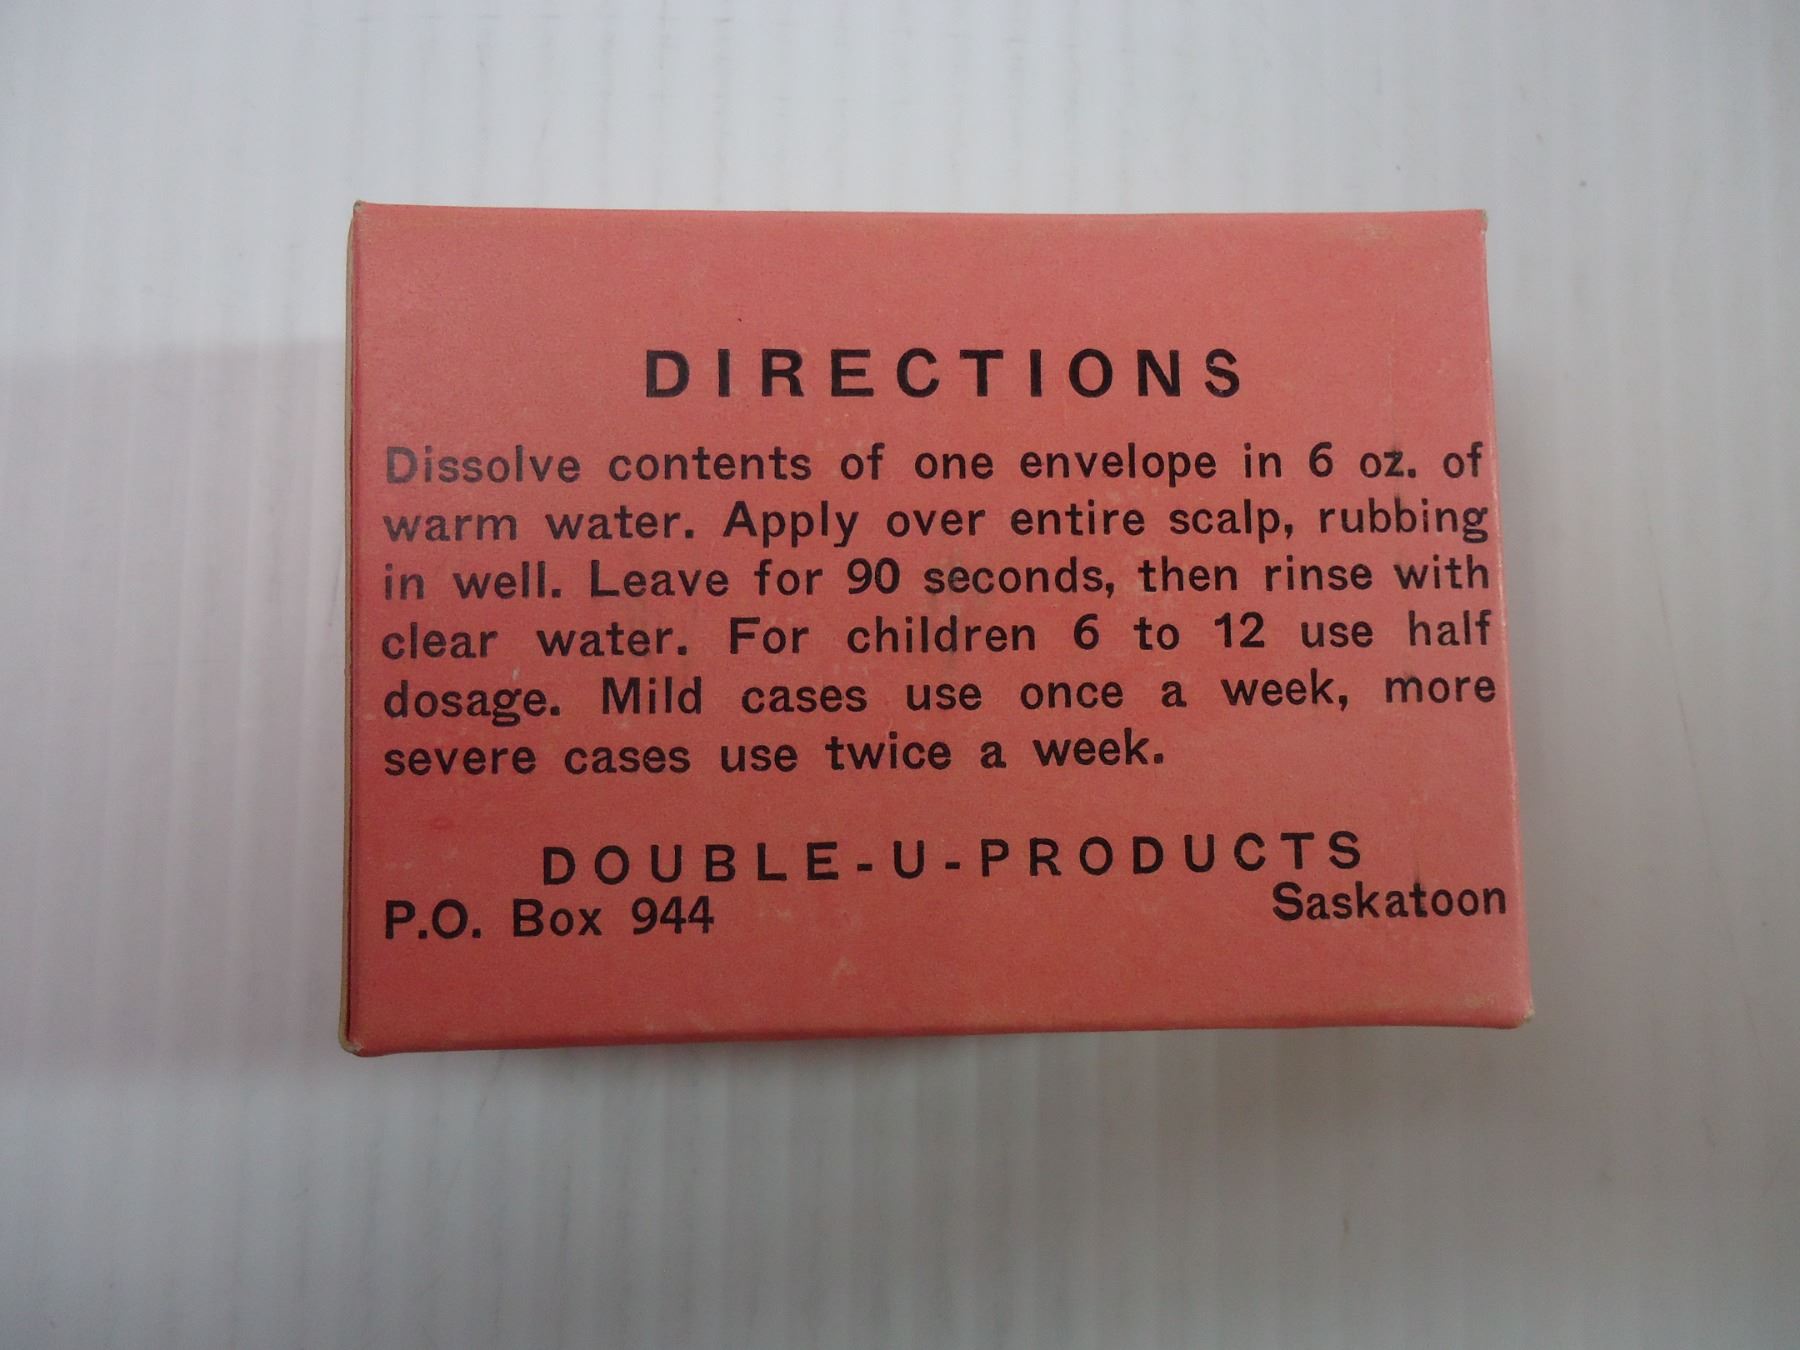 DIRECTIONS
Dissolve contents of one envelope in 6 oz. of
warm water. Apply over entire scalp, rubbing
in well. Leave for 90 seconds, then rinse with
clear water. For children 6 to 12 use half
dosage. Mild cases use once a week, more
severe cases use twice a week.
DOUBLE-U-PRODUCTS
P.O. Box 944 Saskatoon